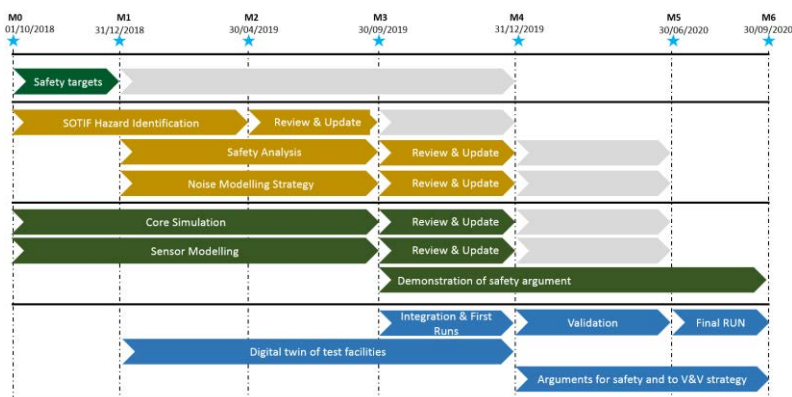 M0 M1 M2 M3 M4 M5 M6
01/10/2018 31/12/2018 30/04/2019 30/09/2019 31/12/2019 30/06/2020 30/09/2020
Safety targets
SOTIF Hazard Identification Review & Update
Safety Analysis Review & Update
Noise Modelling Strategy Review & Update
Core Simulation Review & Update
Sensor Modelling Review & Update
Demonstration of safety argument
Integration & First
Runs
Validation Final RUN
Digital twin of test facilities
Arguments for safety and to V&V strategy